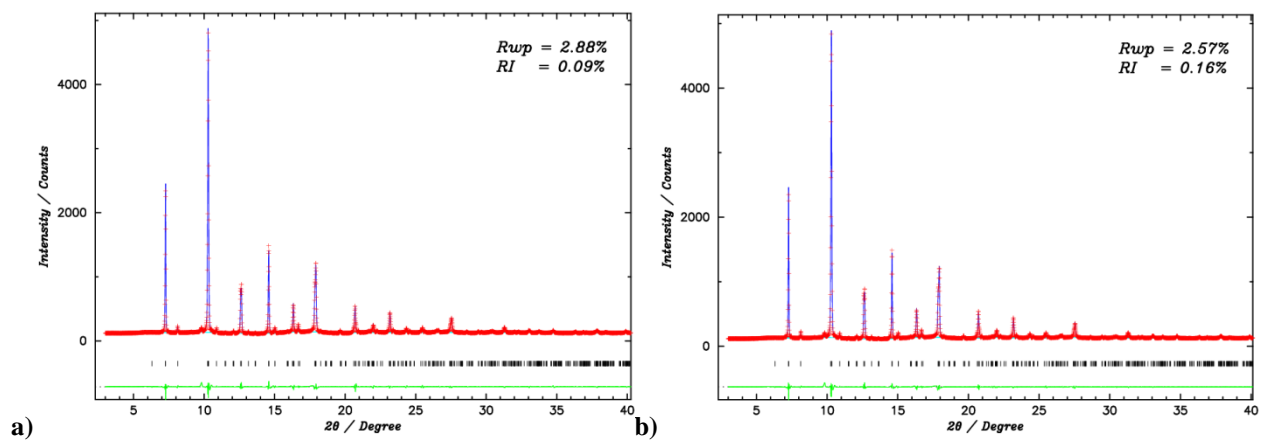 Rwp = 2.88%
RI = 0.09%
4000
2000
0
Intensity / Counts
5 10 15 20 25 30 35 40
2θ / Degree
a)
Rwp = 2.57%
RI = 0.16%
4000
2000
0
Intensity / Counts
5 10 15 20 25 30 35 40
2θ / Degree
b)